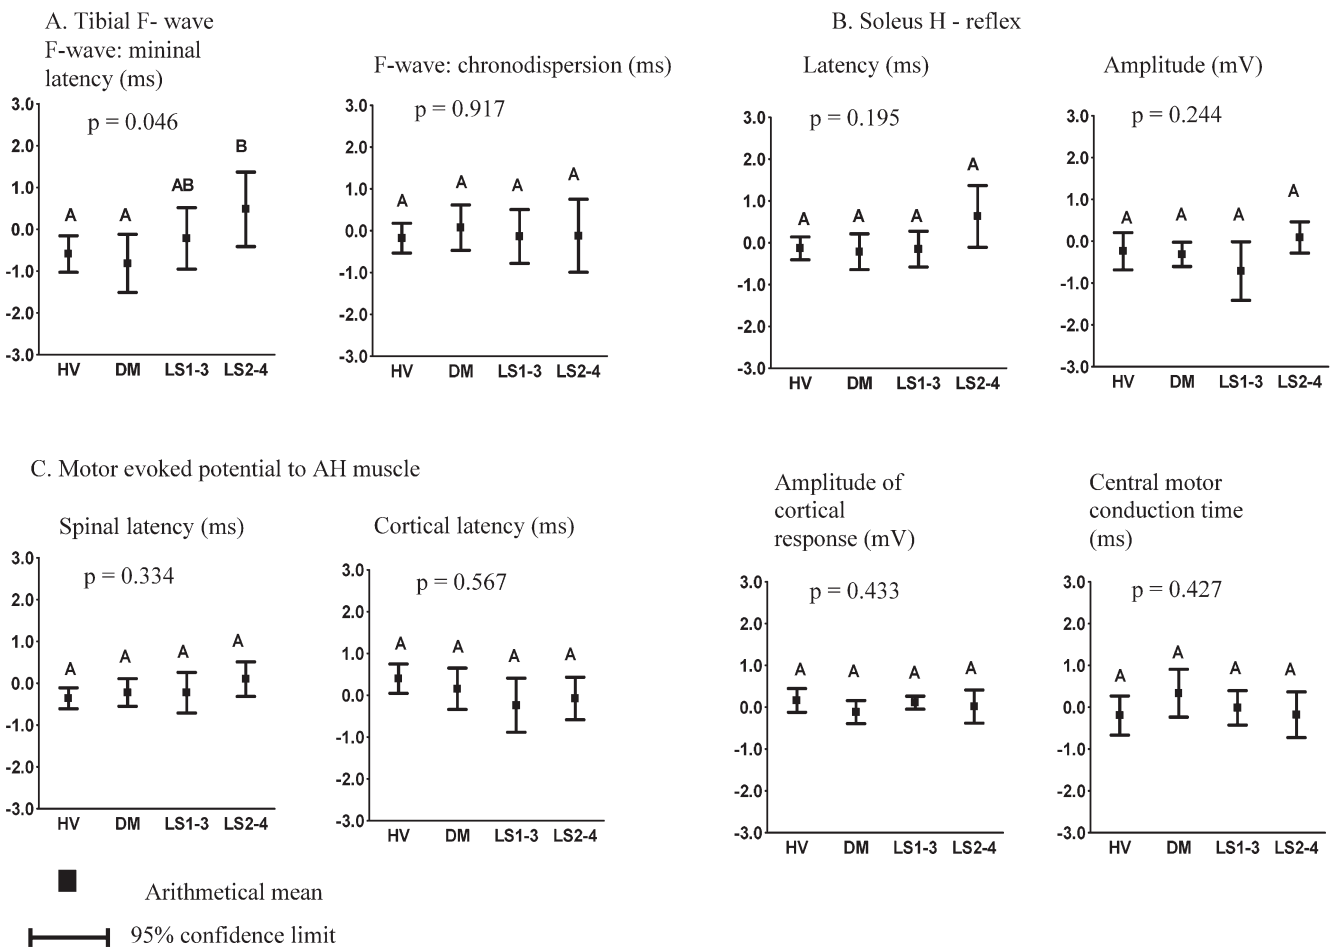 A. Tibial F- wave
F-wave: mininal
latency (ms)
p = 0.046
3.0
2.0
1.0
0.0
-1.0
-2.0
-3.0
A
A
AB
B
HV DM LS1-3 LS2-4
F-wave: chronodispersion (ms)
p = 0.917
3.0
2.0
1.0
0.0
-1.0
-2.0
-3.0
A
A
A
A
HV DM LS1-3 LS2-4
B. Soleus H - reflex
Latency (ms)
p = 0.195
3.0
2.0
1.0
0.0
-1.0
-2.0
-3.0
A
A
A
A
HV DM LS1-3 LS2-4
Amplitude (mV)
p = 0.244
3.0
2.0
1.0
0.0
-1.0
-2.0
-3.0
A
A
A
A
HV DM LS1-3 LS2-4
C. Motor evoked potential to AH muscle
Spinal latency (ms)
p = 0.334
3.0
2.0
1.0
0.0
-1.0
-2.0
-3.0
A
A
A
A
HV DM LS1-3 LS2-4
Cortical latency (ms)
p = 0.567
3.0
2.0
1.0
0.0
-1.0
-2.0
-3.0
A
A
A
A
HV DM LS1-3 LS2-4
Amplitude of
cortical
response (mV)
p = 0.433
3.0
2.0
1.0
0.0
-1.0
-2.0
-3.0
A
A
A
A
HV DM LS1-3 LS2-4
Central motor
conduction time
(ms)
p = 0.427
3.0
2.0
1.0
0.0
-1.0
-2.0
-3.0
A
A
A
A
HV DM LS1-3 LS2-4
Arithmetical mean
95% confidence limit